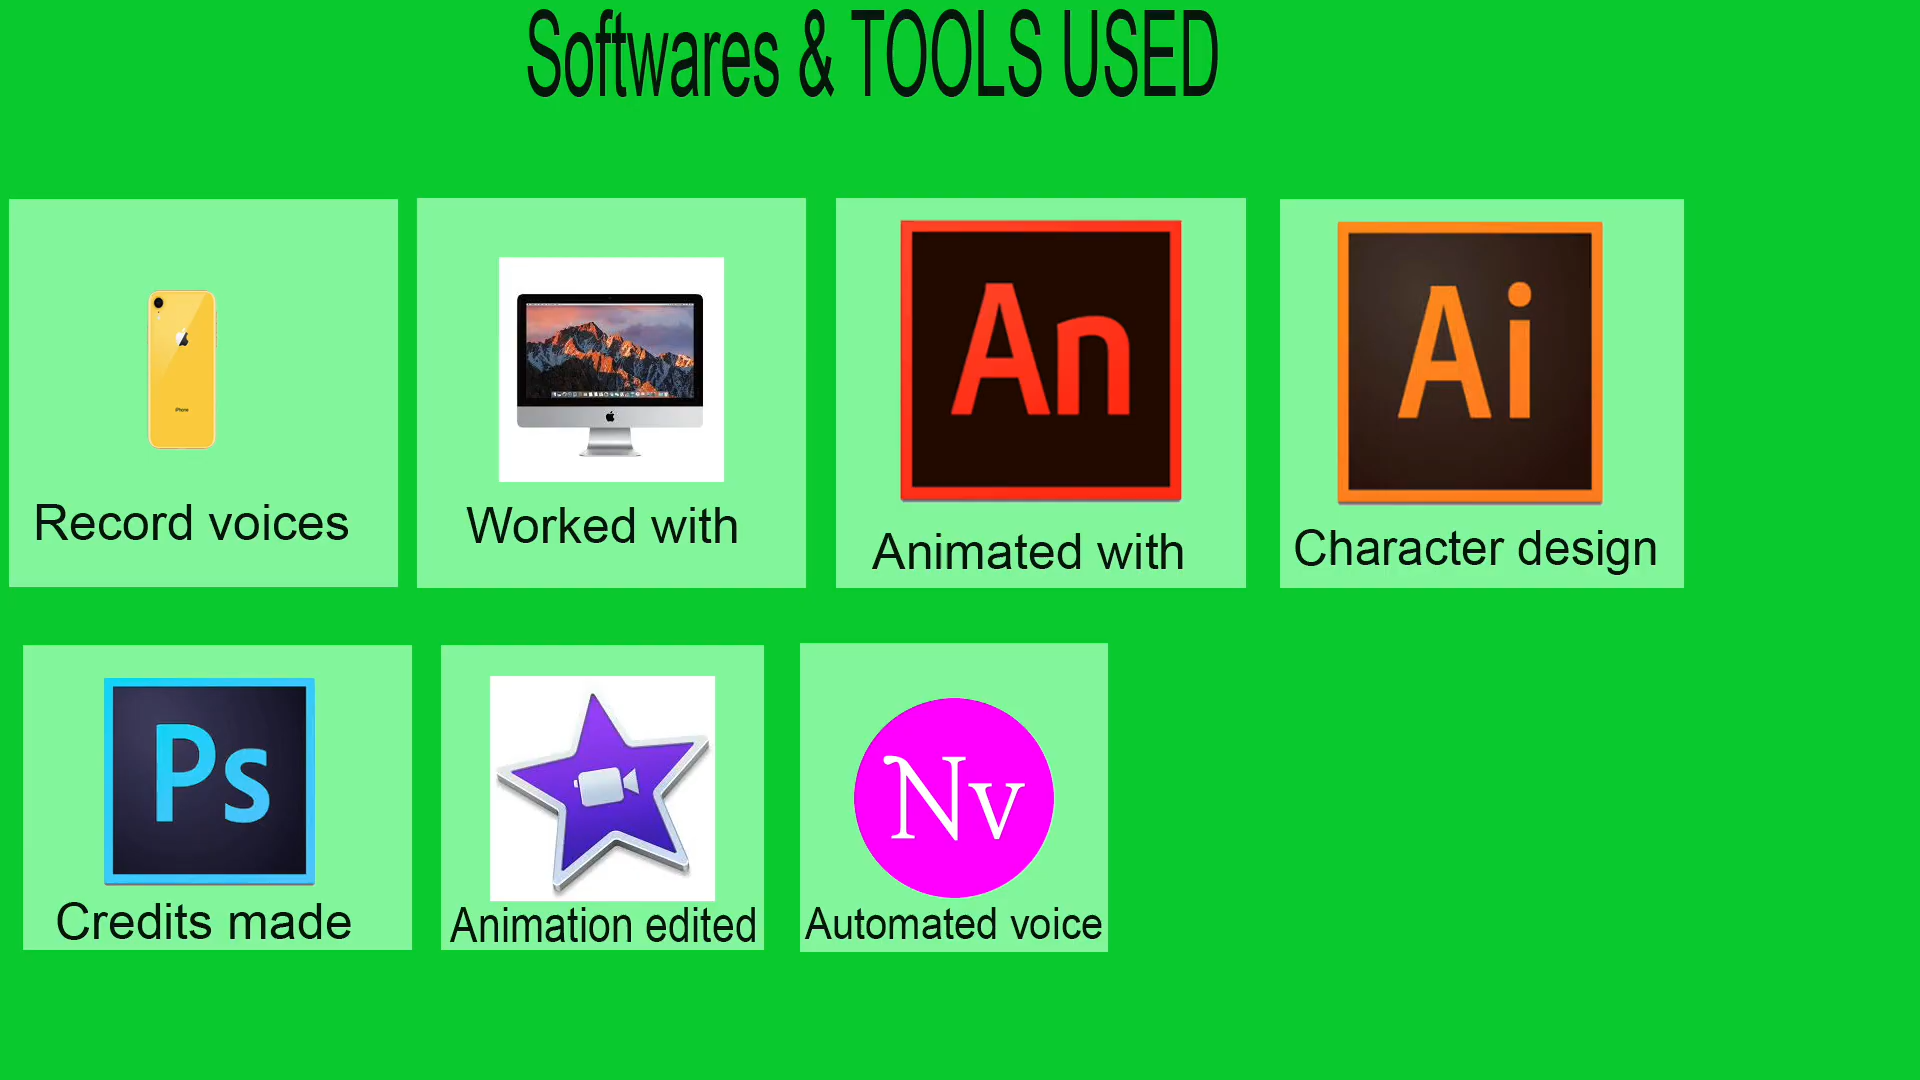 Softwares & TOOLS USED
An
Ai
iPhone
Record voices
Worked with
Animated with
Character design
Ps
Nv
Credits made
Animation edited
Automated voice